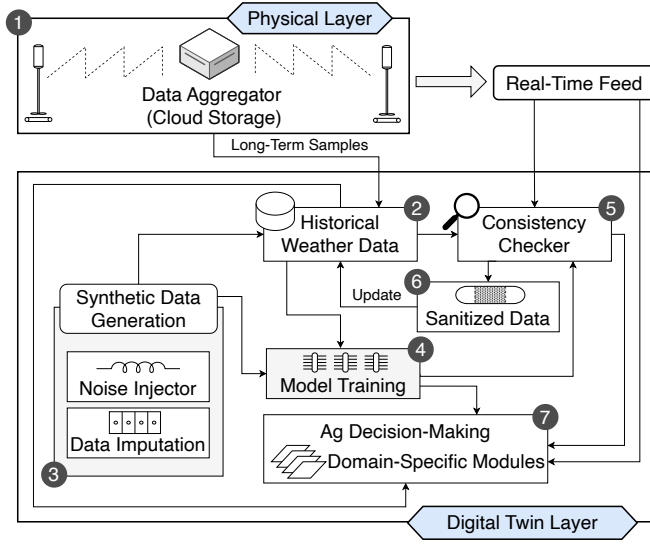 1
Physical Layer
Data Aggregator
(Cloud Storage)
Real-Time Feed
Long-Term Samples
2
Historical
Weather Data
5
Consistency
Checker
Synthetic Data
Generation
Update
6
Sanitized Data
4
Model Training
Noise Injector
Data Imputation
3
7
Ag Decision-Making
Domain-Specific Modules
Digital Twin Layer